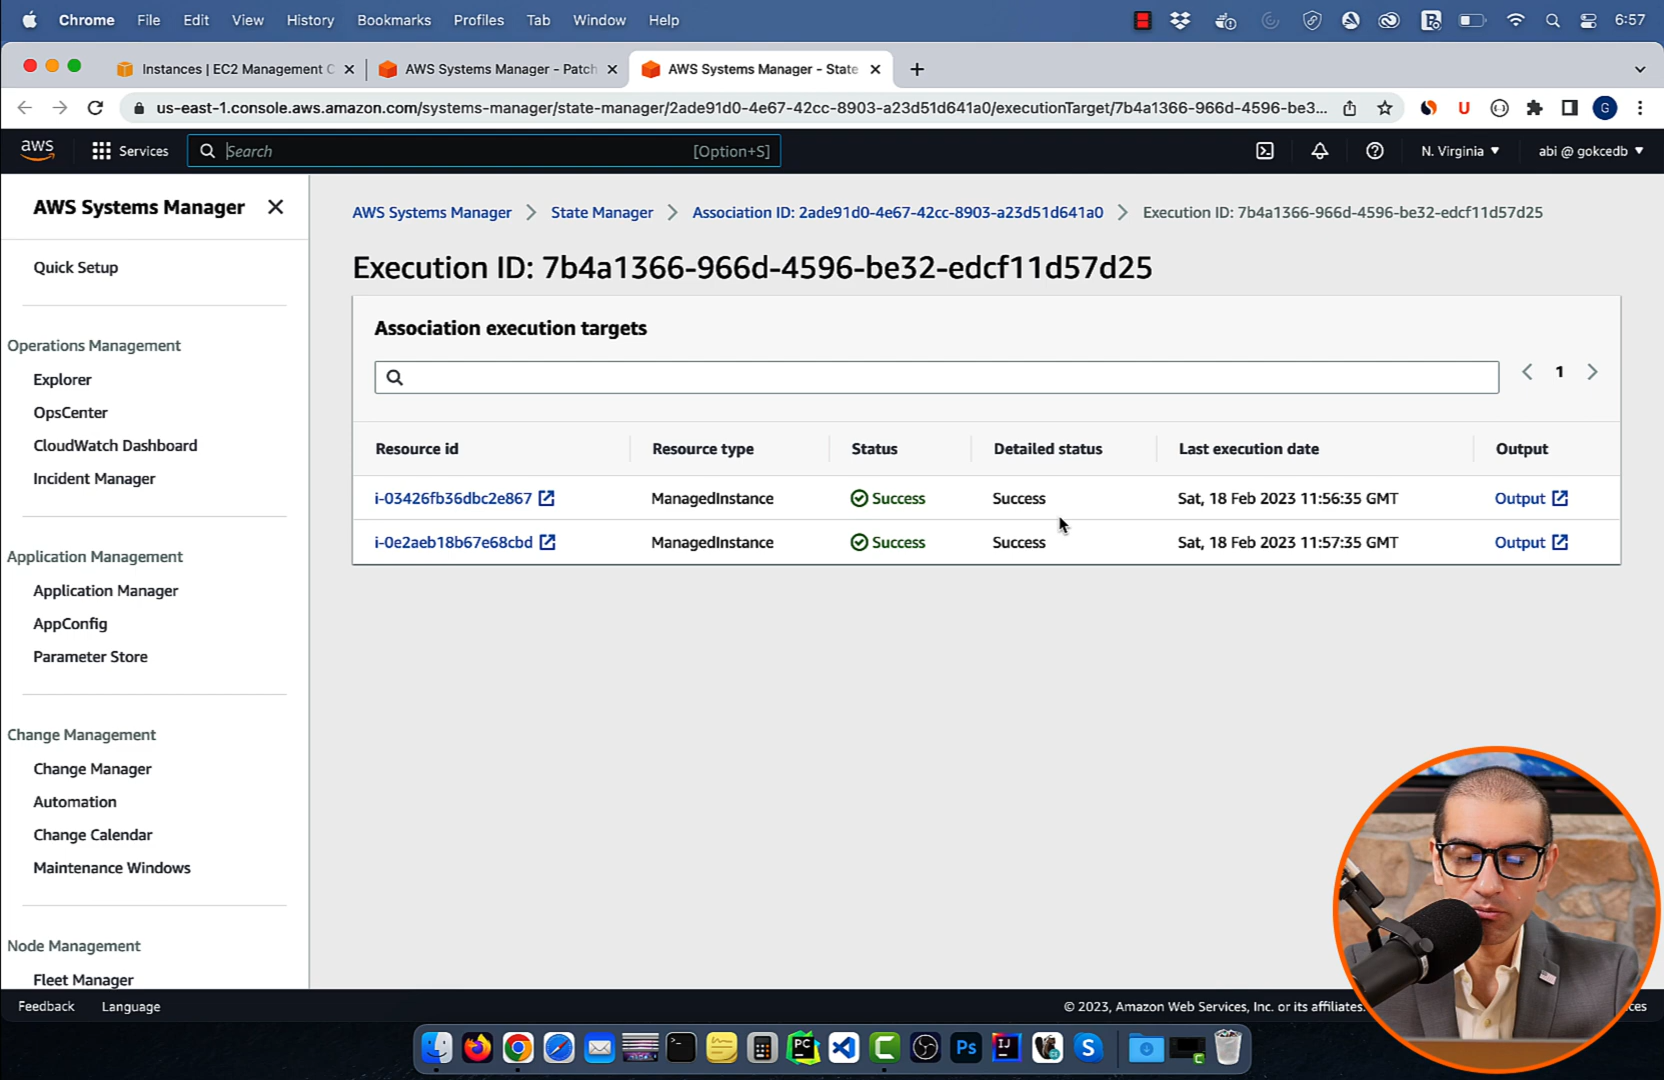 Chrome File Edit View History Bookmarks Profiles Tab Window Help 6:57
Instances | EC2 Management C AWS Systems Manager - Patch AWS Systems Manager - State
us-east-1.console.aws.amazon.com/systems-manager/state-manager/2ade91d0-4e67-42cc-8903-a23d51d641a0/executionTarget/7b4a1366-966d-4596-be3... U G
aws Services Search [Option+S] N. Virginia abi @ gokcedb
AWS Systems Manager
Quick Setup
Operations Management
Explorer
OpsCenter
CloudWatch Dashboard
Incident Manager
Application Management
Application Manager
AppConfig
Parameter Store
Change Management
Change Manager
Automation
Change Calendar
Maintenance Windows
Node Management
Fleet Manager
AWS Systems Manager State Manager Association ID: 2ade91d0-4e67-42cc-8903-a23d51d641a0 Execution ID: 7b4a1366-966d-4596-be32-edcf11d57d25
Execution ID: 7b4a1366-966d-4596-be32-edcf11d57d25
Association execution targets
1
Resource id Resource type Status Detailed status Last execution date Output
i-03426fb36dbc2e867 ManagedInstance Success Success Sat, 18 Feb 2023 11:56:35 GMT Output
i-0e2aeb18b67e68cbd ManagedInstance Success Success Sat, 18 Feb 2023 11:57:35 GMT Output
Feedback Language © 2023, Amazon Web Services, Inc. or its affiliates.
PC Ps IJ S